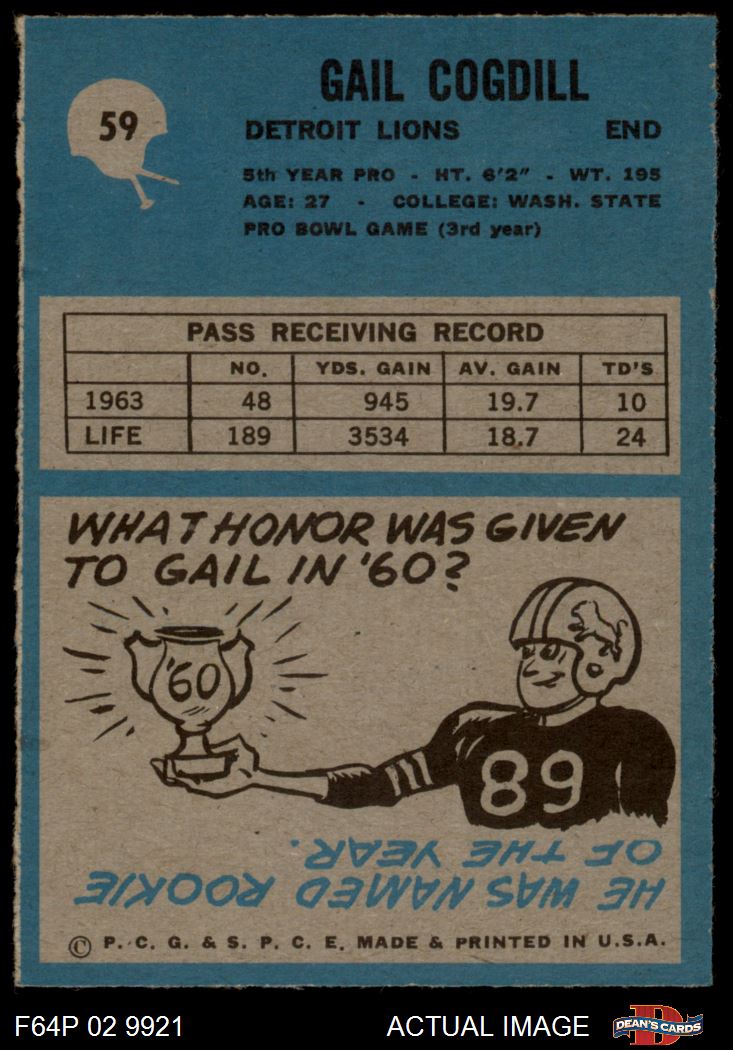 59
GAIL COGDILL
DETROIT LIONS END
5th YEAR PRO - HT. 6'2" - WT. 195
AGE: 27 - COLLEGE: WASH. STATE
PRO BOWL GAME (3rd year)
PASS RECEIVING RECORD
NO. YDS. GAIN AV. GAIN TD'S
1963 48 945 19.7 10
LIFE 189 3534 18.7 24
WHAT HONOR WAS GIVEN
TO GAIL IN '60?
'60
89
HE WAS NAMED ROOKIE
OF THE YEAR.
© P. C. G. & S. P. C. E. MADE & PRINTED IN U.S.A.
F64P 02 9921 ACTUAL IMAGE
D
DEAN'S CARDS